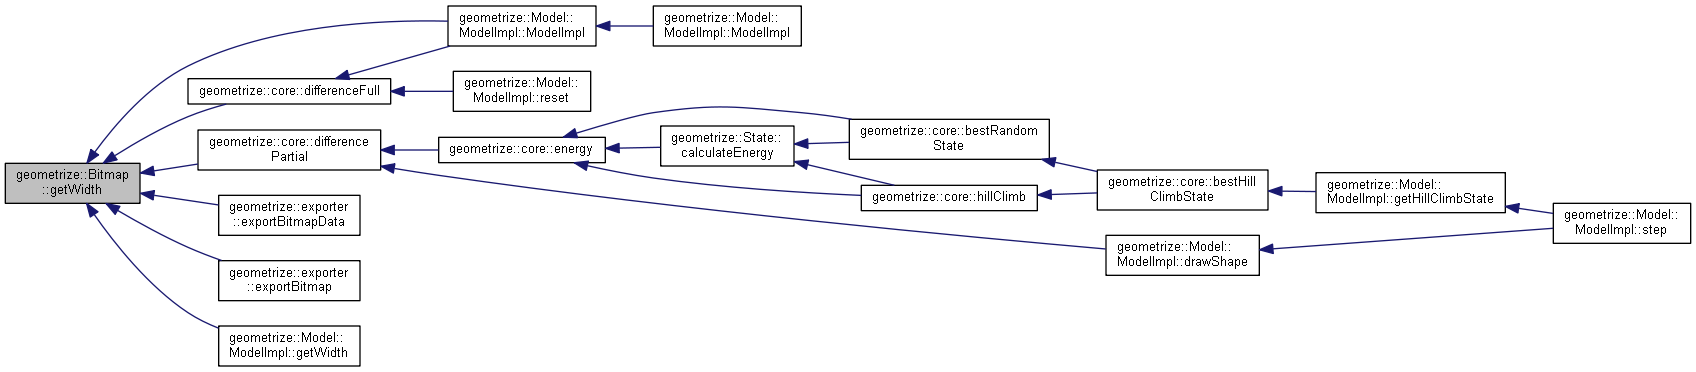 geometrize::Model::
ModelImpl::ModelImpl
geometrize::Model::
ModelImpl::ModelImpl
geometrize::core::differenceFull
geometrize::Model::
ModelImpl::reset
geometrize::core::difference
Partial
geometrize::core::energy
geometrize::State::
calculateEnergy
geometrize::core::bestRandom
State
geometrize::Bitmap
::getWidth
geometrize::core::hillClimb
geometrize::core::bestHill
ClimbState
geometrize::Model::
ModelImpl::getHillClimbState
geometrize::Model::
ModelImpl::step
geometrize::exporter
::exportBitmapData
geometrize::Model::
ModelImpl::drawShape
geometrize::exporter
::exportBitmap
geometrize::Model::
ModelImpl::getWidth